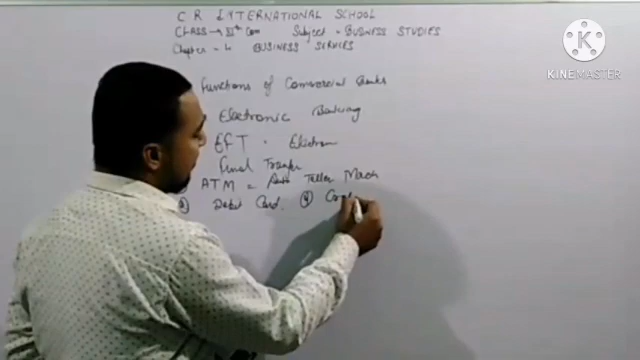 C R INTERNATIONAL SCHOOL
CLASS → XIth Com Subject = BUSINESS STUDIES
Chapter - 4 BUSINESS SERVICES
KINEMASTER
Functions of Commercial Banks
Electronic Banking
EFT = Electron
Fund Transfer
ATM = Auto Teller Mach
Debit Card. ④